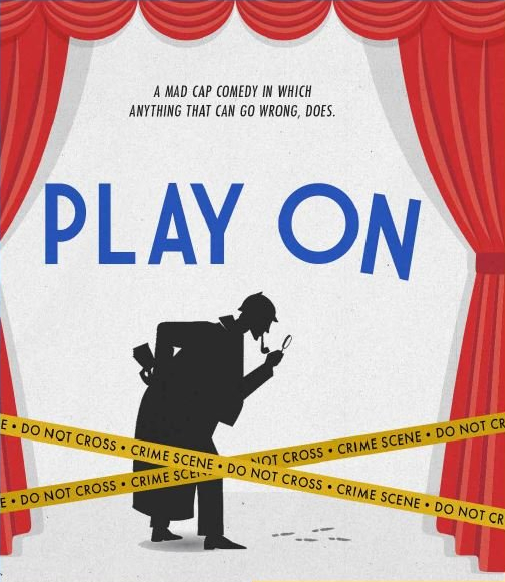 A MAD CAP COMEDY IN WHICH
ANYTHING THAT CAN GO WRONG, DOES.
PLAY ON
E • DO NOT CROSS • CRIME SCENE • DO NOT CROSS • CRIME SCENE • DO NOT CR
E • DO NOT CROSS • CRIME SCENE NOT CROSS • CRIME SCENE • DO NOT CR